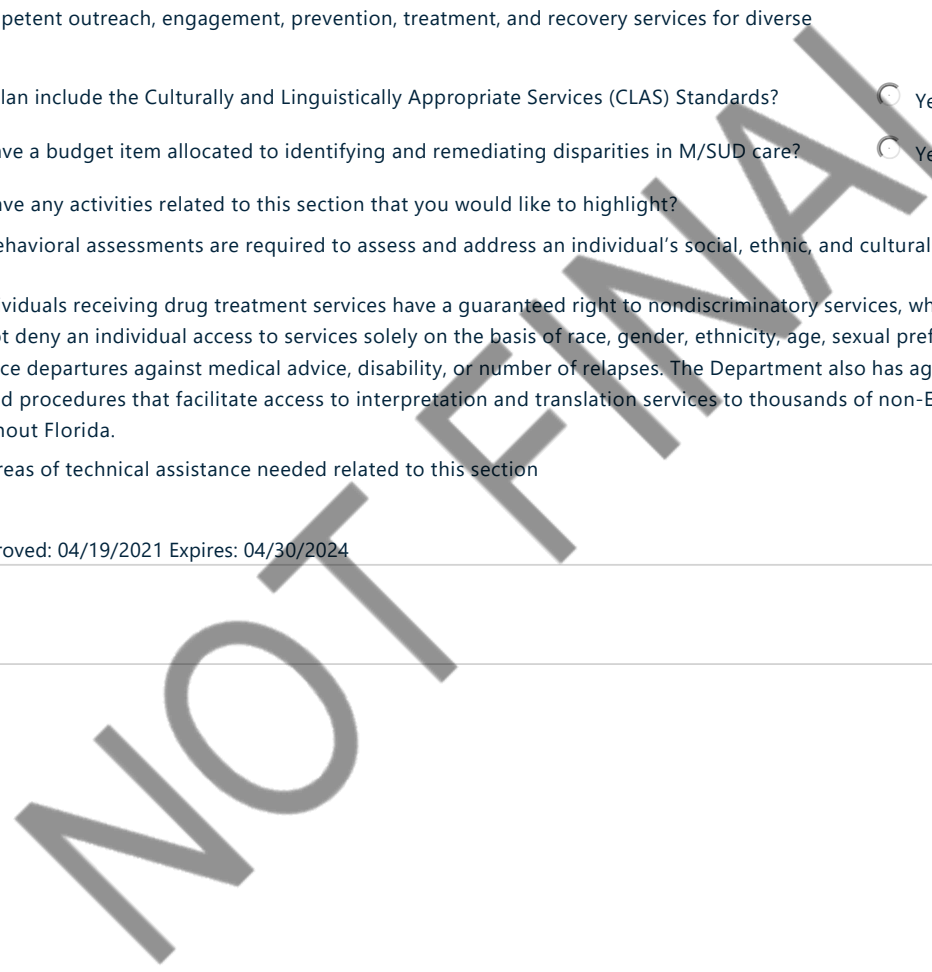 petent outreach, engagement, prevention, treatment, and recovery services for diverse
lan include the Culturally and Linguistically Appropriate Services (CLAS) Standards? Ye
ave a budget item allocated to identifying and remediating disparities in M/SUD care? Ye
ave any activities related to this section that you would like to highlight?
ehavioral assessments are required to assess and address an individual's social, ethnic, and cultural
viduals receiving drug treatment services have a guaranteed right to nondiscriminatory services, wh
t deny an individual access to services solely on the basis of race, gender, ethnicity, age, sexual pref
ce departures against medical advice, disability, or number of relapses. The Department also has ag
d procedures that facilitate access to interpretation and translation services to thousands of non-E
hout Florida.
reas of technical assistance needed related to this section
roved: 04/19/2021 Expires: 04/30/2024
NOT FINAL